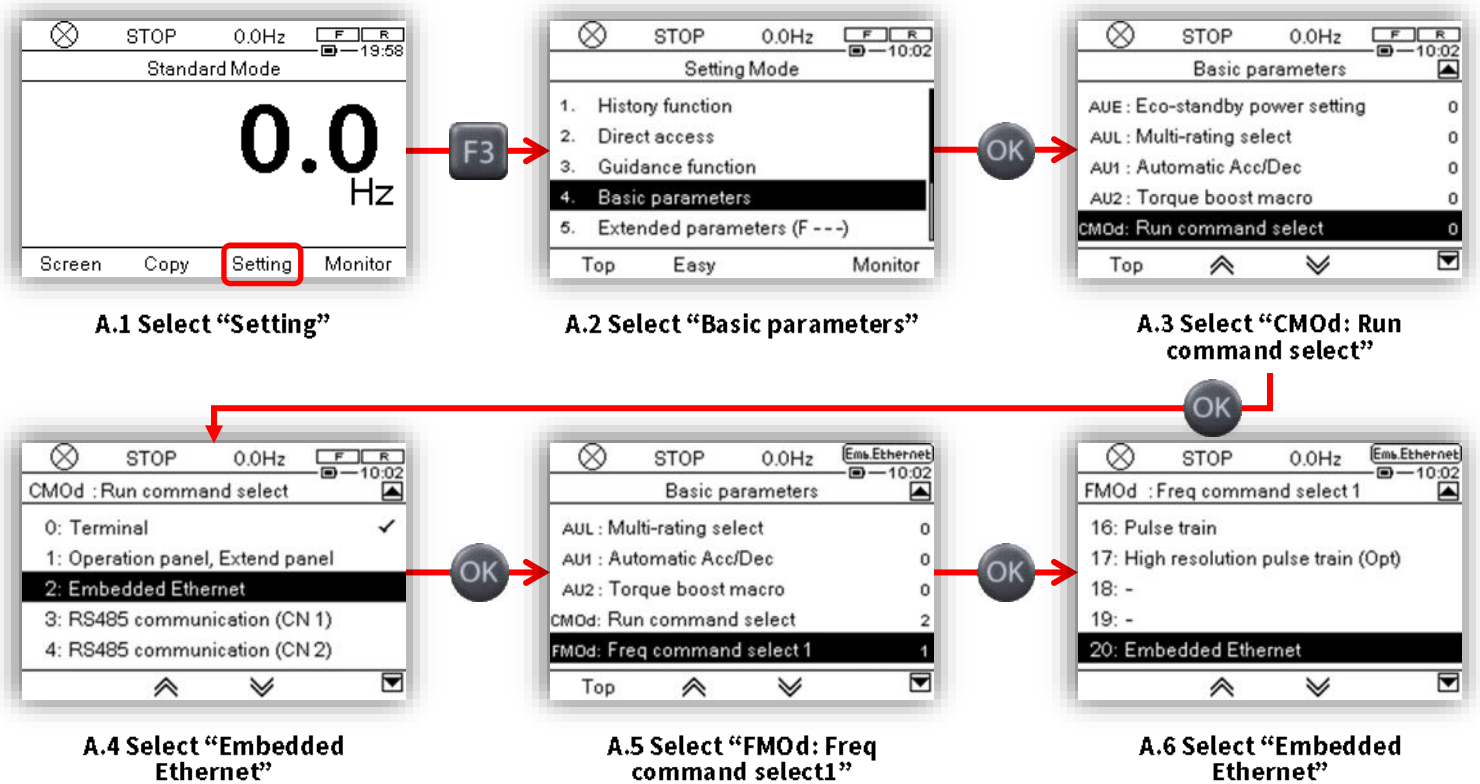 STOP 0.0Hz F R
19:58
Standard Mode
0.0
Hz
Screen Copy Setting Monitor
F3
STOP 0.0Hz F R
10:02
Setting Mode
1. History function
2. Direct access
3. Guidance function
4. Basic parameters
5. Extended parameters (F ---)
Top Easy Monitor
OK
STOP 0.0Hz F R
10:02
Basic parameters
AUE : Eco-standby power setting 0
AUL : Multi-rating select 0
AU1 : Automatic Acc/Dec 0
AU2 : Torque boost macro 0
CMOd: Run command select 0
Top
A.1 Select “Setting”
A.2 Select “Basic parameters”
A.3 Select “CMOd: Run
command select”
OK
STOP 0.0Hz F R
10:02
CMOd : Run command select
0: Terminal
1: Operation panel, Extend panel
2: Embedded Ethernet
3: RS485 communication (CN 1)
4: RS485 communication (CN 2)
OK
STOP 0.0Hz Emb.Ethernet
10:02
Basic parameters
AUL : Multi-rating select 0
AU1 : Automatic Acc/Dec 0
AU2 : Torque boost macro 0
CMOd: Run command select 2
FMOd: Freq command select 1 1
Top
OK
STOP 0.0Hz Emb.Ethernet
10:02
FMOd : Freq command select 1
16: Pulse train
17: High resolution pulse train (Opt)
18: -
19: -
20: Embedded Ethernet
A.4 Select “Embedded
Ethernet”
A.5 Select “FMOd: Freq
command select1”
A.6 Select “Embedded
Ethernet”